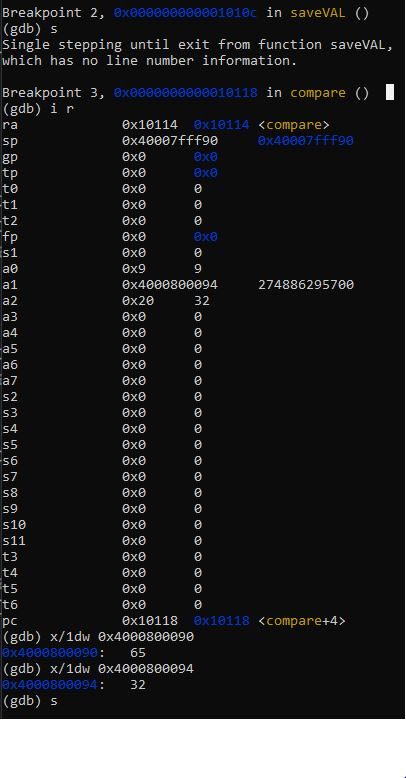 Breakpoint 2, 0x000000000001010c in saveVAL ()
(gdb) s
Single stepping until exit from function saveVAL,
which has no line number information.

Breakpoint 3, 0x0000000000010118 in compare ()
(gdb) i r
ra 0x10114 0x10114 <compare>
sp 0x40007fff90 0x40007fff90
gp 0x0 0x0
tp 0x0 0x0
t0 0x0 0
t1 0x0 0
t2 0x0 0
fp 0x0 0x0
s1 0x0 0
a0 0x9 9
a1 0x4000800094 274886295700
a2 0x20 32
a3 0x0 0
a4 0x0 0
a5 0x0 0
a6 0x0 0
a7 0x0 0
s2 0x0 0
s3 0x0 0
s4 0x0 0
s5 0x0 0
s6 0x0 0
s7 0x0 0
s8 0x0 0
s9 0x0 0
s10 0x0 0
s11 0x0 0
t3 0x0 0
t4 0x0 0
t5 0x0 0
t6 0x0 0
pc 0x10118 0x10118 <compare+4>
(gdb) x/1dw 0x4000800090
0x4000800090: 65
(gdb) x/1dw 0x4000800094
0x4000800094: 32
(gdb) s